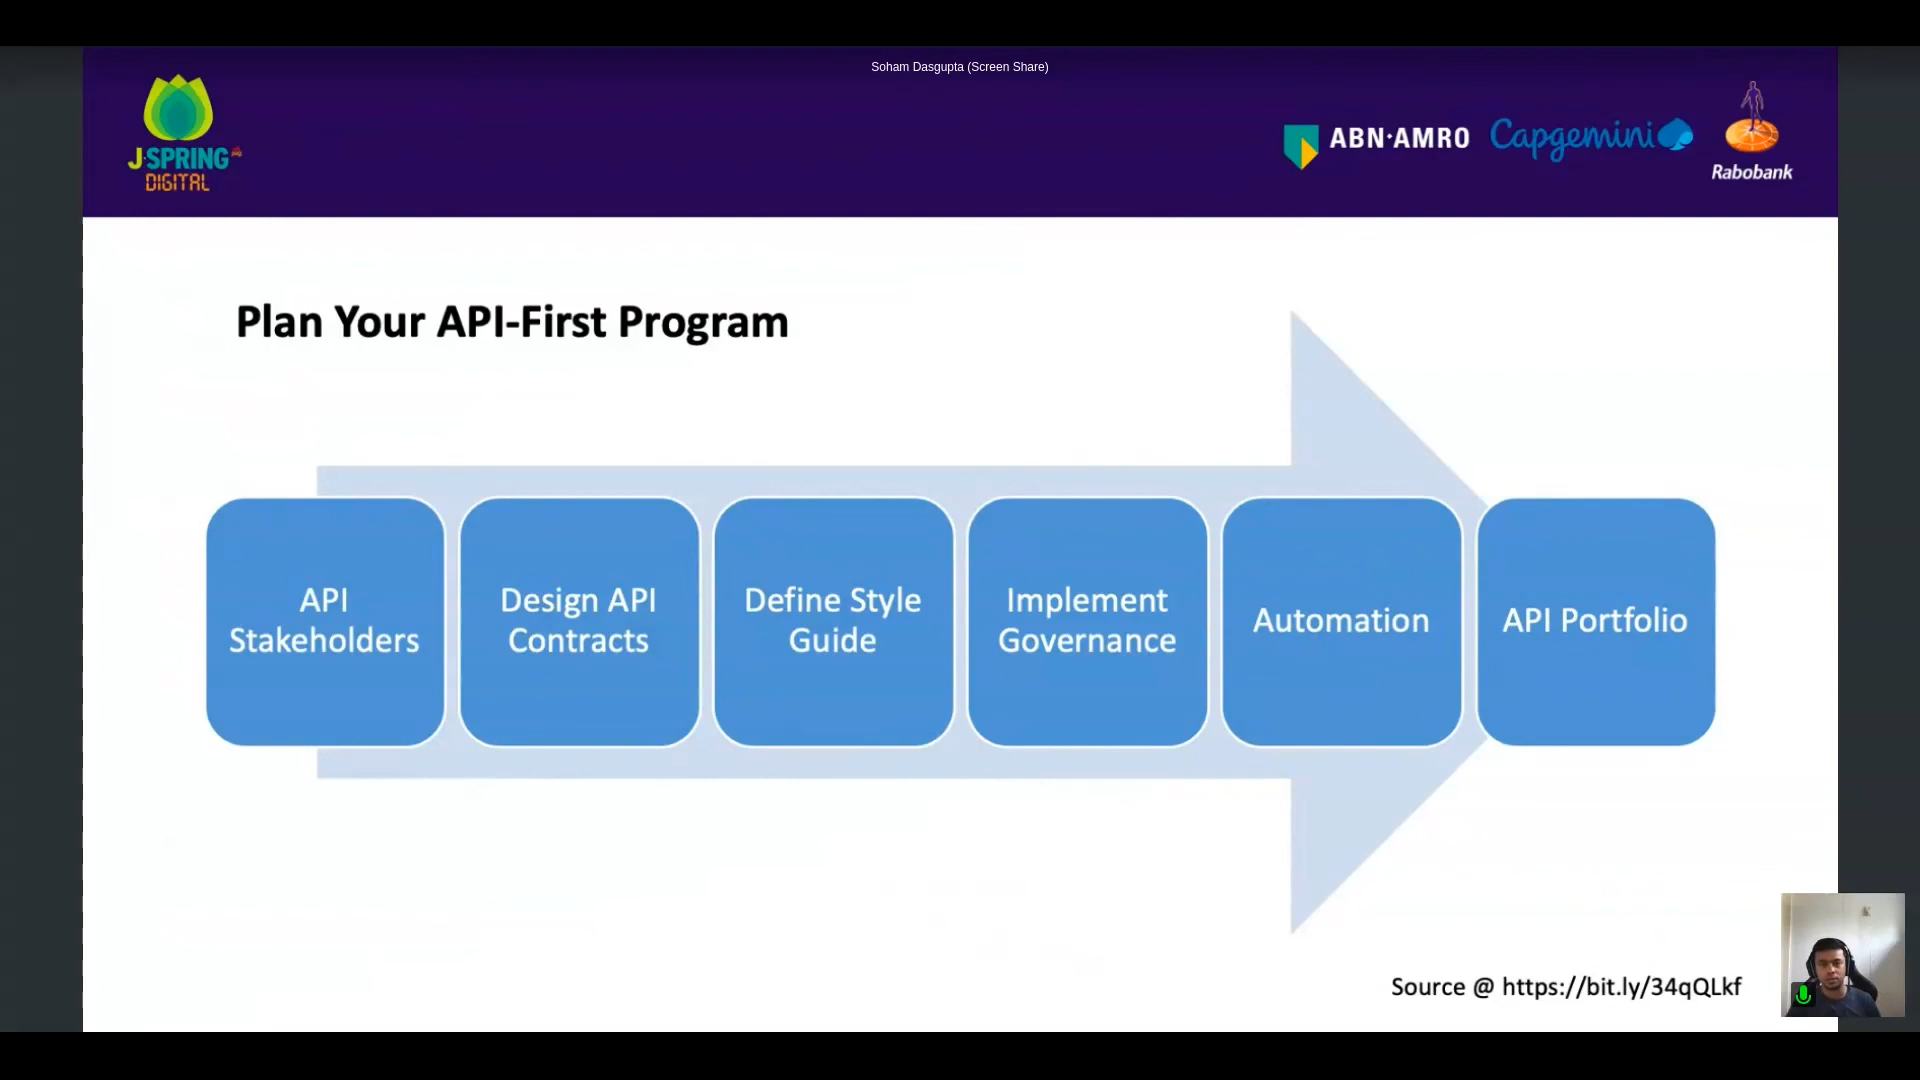 Soham Dasgupta (Screen Share)
J-SPRING
DIGITAL
ABN·AMRO
Capgemini
Rabobank
Plan Your API-First Program
API
Stakeholders
Design API
Contracts
Define Style
Guide
Implement
Governance
Automation
API Portfolio
Source @ https://bit.ly/34qQLkf